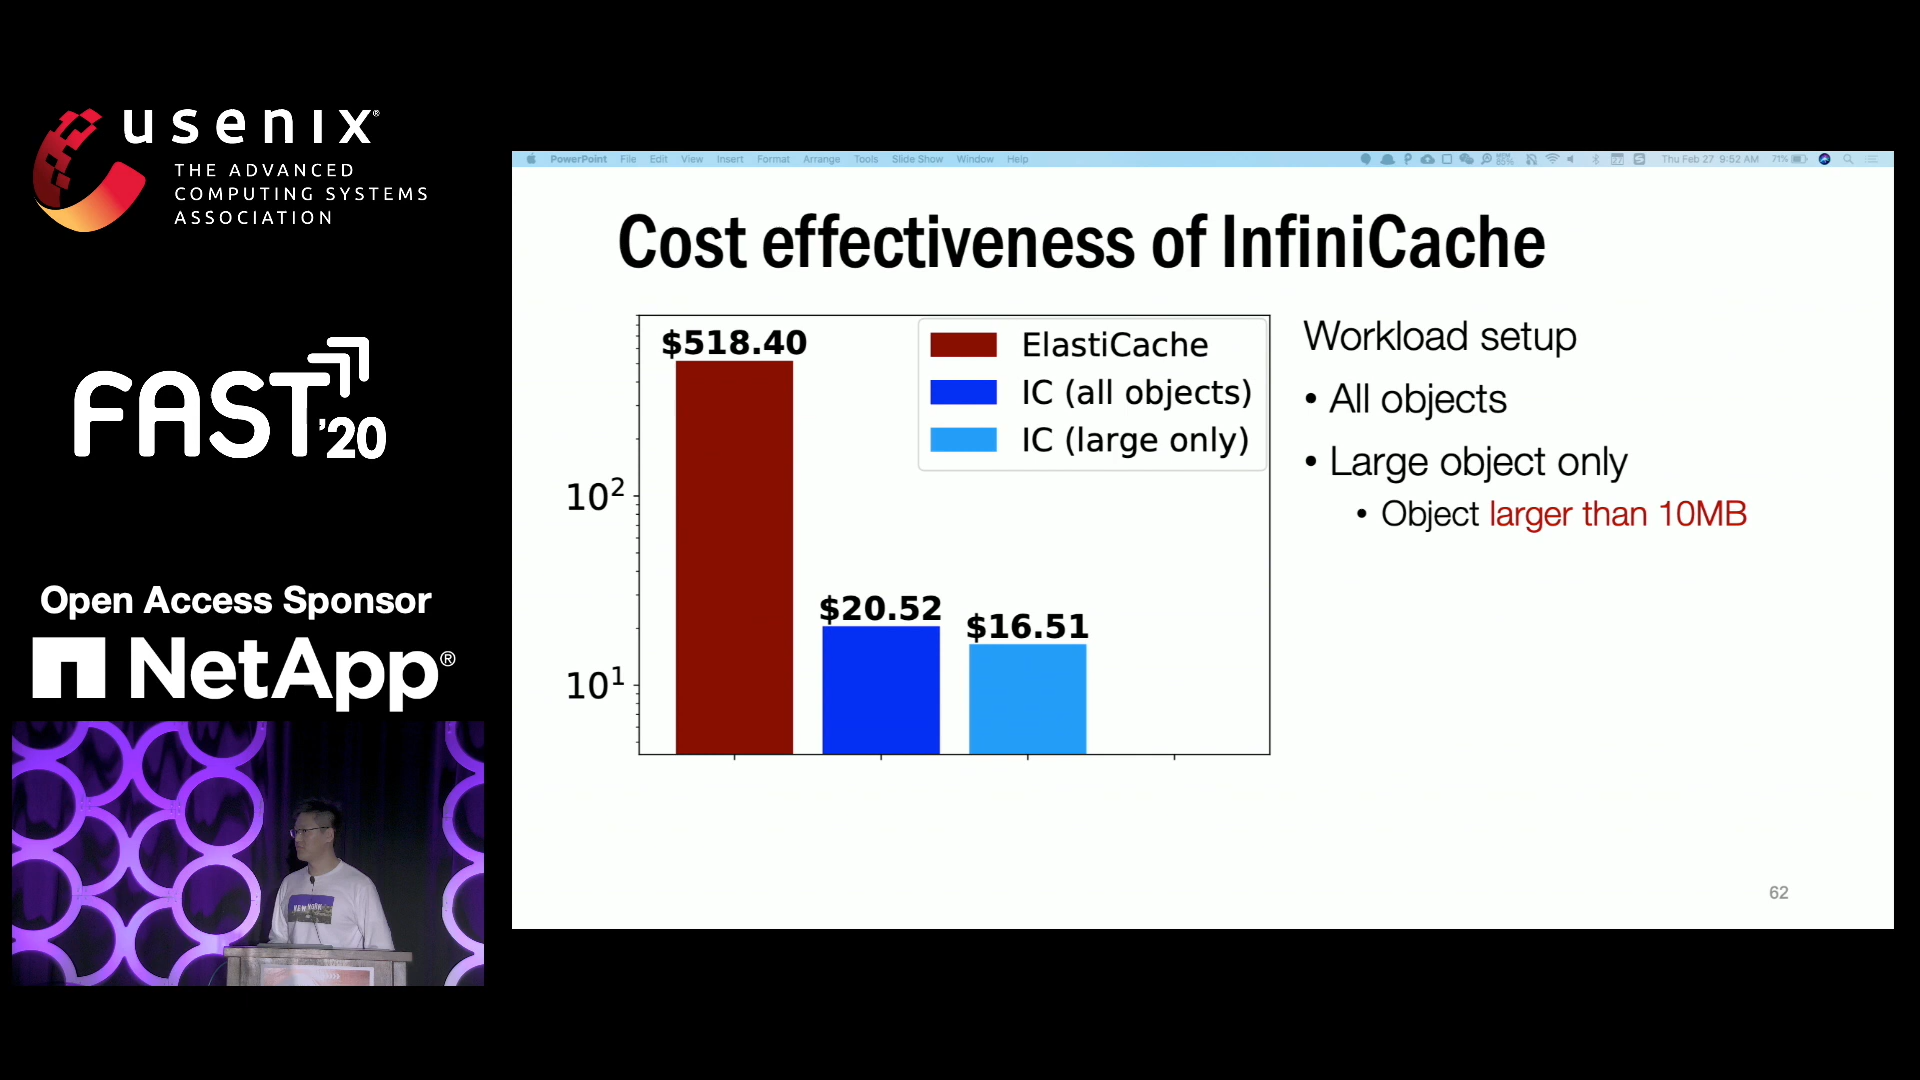 usenix®
THE ADVANCED
COMPUTING SYSTEMS
ASSOCIATION
FAST '20
Open Access Sponsor
NetApp®
PowerPoint File Edit View Insert Format Arrange Tools Slide Show Window Help
Thu Feb 27 9:52 AM 71%
Cost effectiveness of InfiniCache
$518.40
$20.52
$16.51
10²
10¹
ElastiCache
IC (all objects)
IC (large only)
Workload setup
• All objects
• Large object only
• Object larger than 10MB
62
NEW YORK